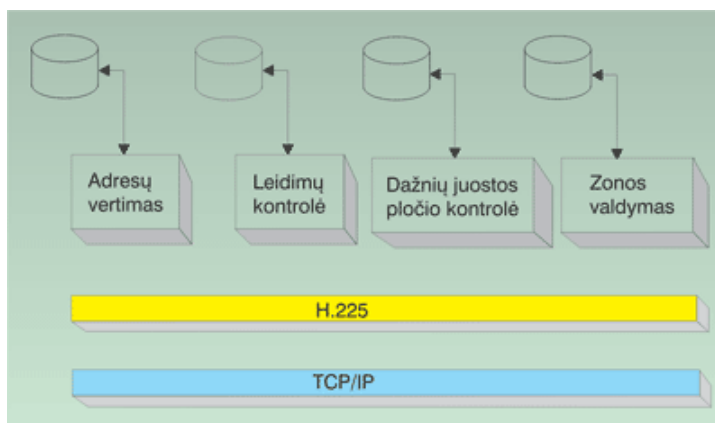 Adresų
vertimas
Leidimų
kontrolė
Dažnių juostos
pločio kontrolė
Zonos
valdymas
H.225
TCP/IP